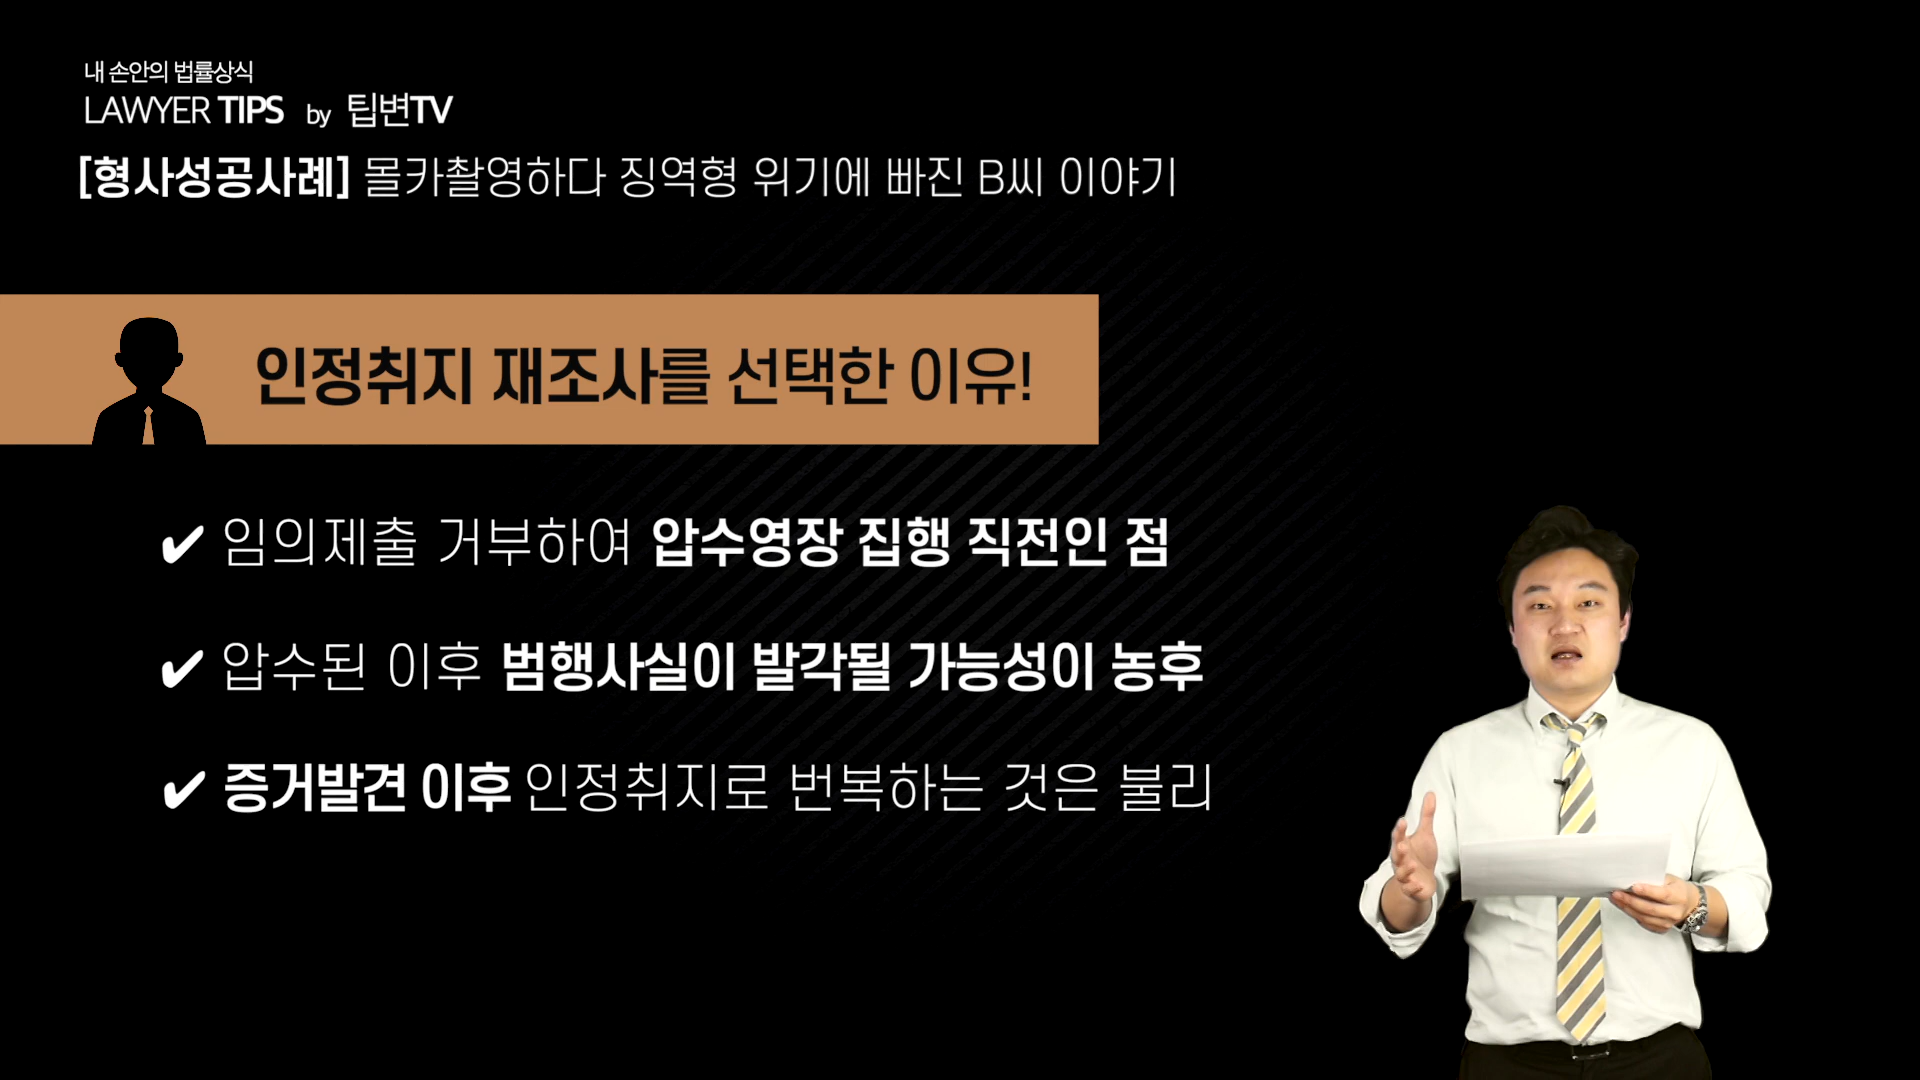 내 손안의 법률상식
LAWYER TIPS by 팁변TV
[형사성공사례] 몰카촬영하다 징역형 위기에 빠진 B씨 이야기
인정취지 재조사를 선택한 이유!
✔ 임의제출 거부하여 압수영장 집행 직전인 점
✔ 압수된 이후 범행사실이 발각될 가능성이 농후
✔ 증거발견 이후 인정취지로 번복하는 것은 불리